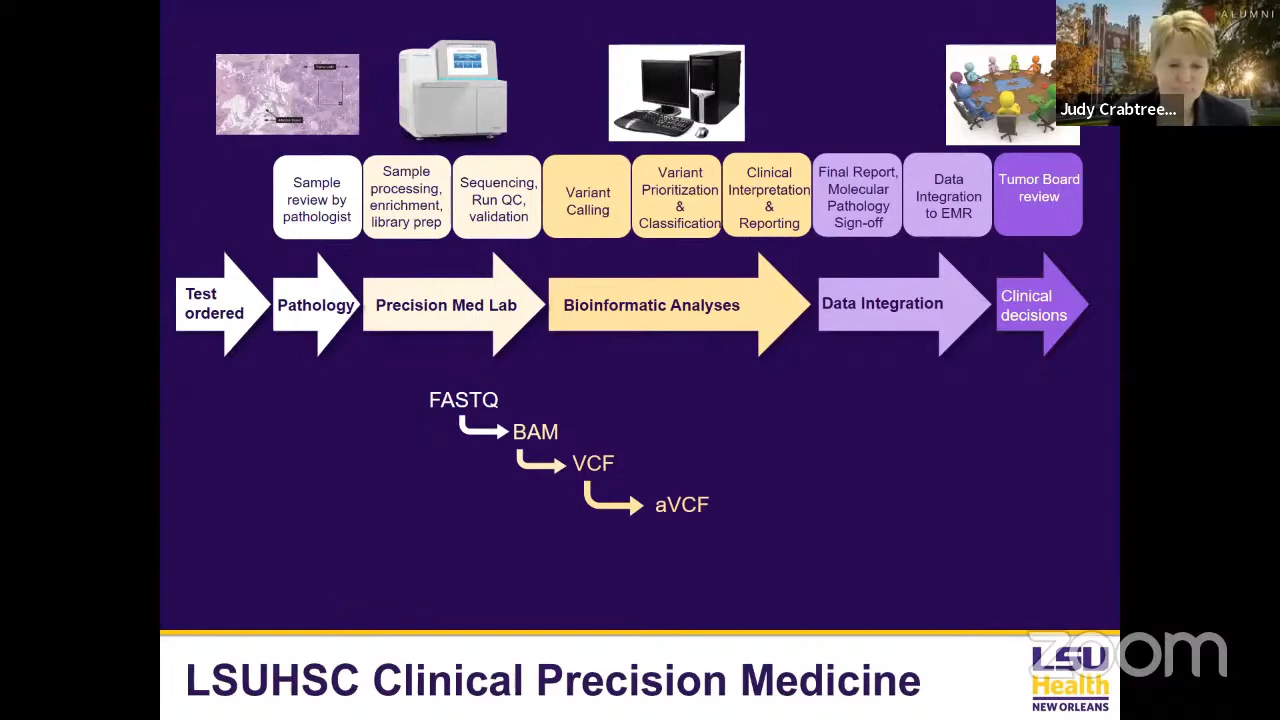 ALUMNI
Judy Crabtree...
Sample
review by
pathologist
Sample
processing,
enrichment,
library prep
Sequencing,
Run QC,
validation
Variant
Calling
Variant
Prioritization
&
Classification
Clinical
Interpretation
&
Reporting
Final Report,
Molecular
Pathology
Sign-off
Data
Integration
to EMR
Tumor Board
review
Test
ordered
Pathology
Precision Med Lab
Bioinformatic Analyses
Data Integration
Clinical
decisions
FASTQ
BAM
VCF
aVCF
LSUHSC Clinical Precision Medicine
LSU
Health
NEW ORLEANS
zoom